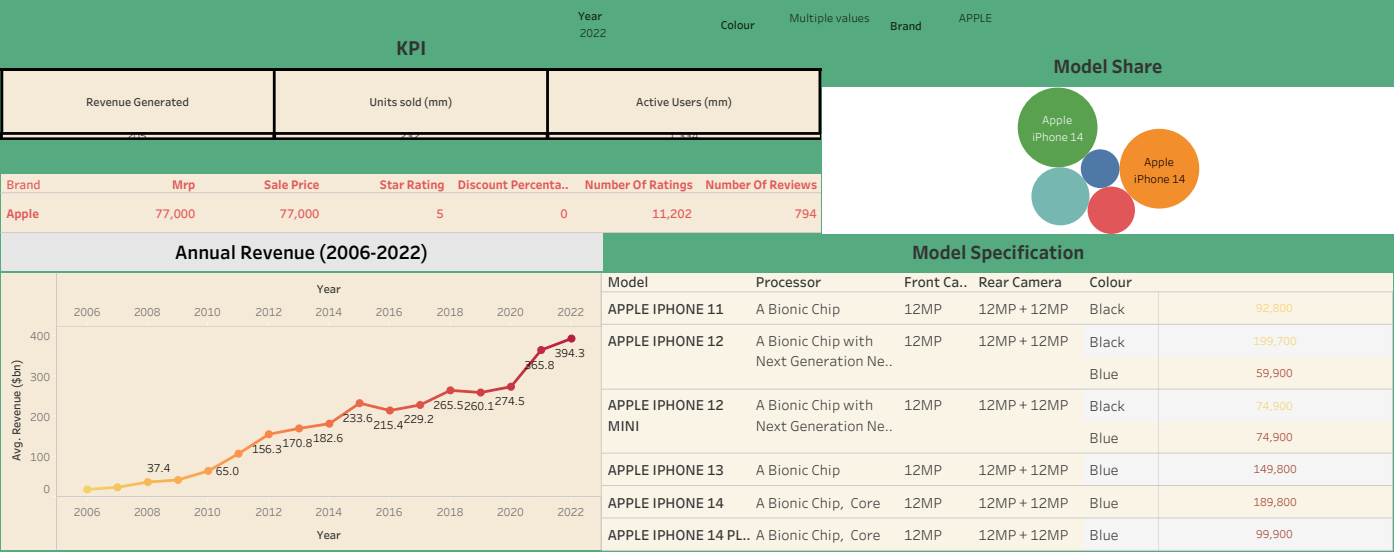 Year
2022
Colour
Multiple values
Brand
APPLE
KPI
Revenue Generated
Units sold (mm)
Active Users (mm)
Model Share
Apple
iPhone 14
Apple
iPhone 14
Brand Mrp Sale Price Star Rating Discount Percenta.. Number Of Ratings Number Of Reviews
Apple 77,000 77,000 5 0 11,202 794
Annual Revenue (2006-2022)
Year
2006 2008 2010 2012 2014 2016 2018 2020 2022
Avg. Revenue ($bn)
400
300
200
100
0
37.4
65.0
156.3
170.8
182.6
233.6
215.4
229.2
265.5
260.1
274.5
365.8
394.3
2006 2008 2010 2012 2014 2016 2018 2020 2022
Year
Model Specification
Model Processor Front Ca.. Rear Camera Colour
APPLE IPHONE 11 A Bionic Chip 12MP 12MP + 12MP Black 92,800
APPLE IPHONE 12 A Bionic Chip with 12MP 12MP + 12MP Black 199,700
Next Generation Ne..
Blue 59,900
APPLE IPHONE 12 A Bionic Chip with 12MP 12MP + 12MP Black 74,900
MINI Next Generation Ne..
Blue 74,900
APPLE IPHONE 13 A Bionic Chip 12MP 12MP + 12MP Blue 149,800
APPLE IPHONE 14 A Bionic Chip, Core 12MP 12MP + 12MP Blue 189,800
APPLE IPHONE 14 PL.. A Bionic Chip, Core 12MP 12MP + 12MP Blue 99,900